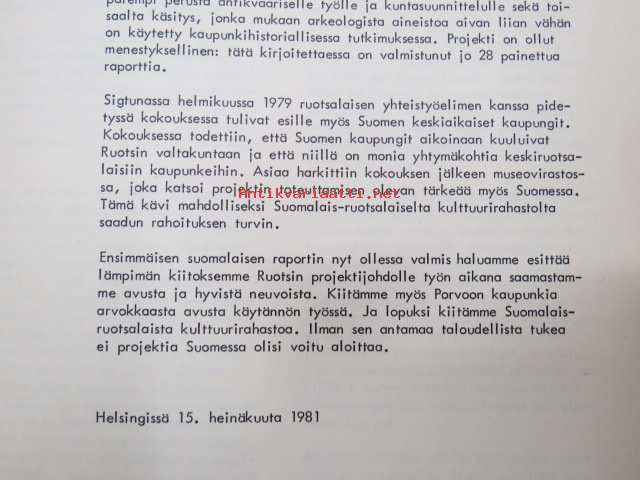 parempi perusta antikvaariselle työlle ja kuntasuunnittelulle sekä toi-
saalta käsitys, jonka mukaan arkeologista aineistoa aivan liian vähän
on käytetty kaupunkihistoriallisessa tutkimuksessa. Projekti on ollut
menestyksellinen: tätä kirjoitettaessa on valmistunut jo 28 painettua
raporttia.
Sigtunassa helmikuussa 1979 ruotsalaisen yhteistyöelimen kanssa pide-
tyssä kokouksessa tulivat esille myös Suomen keskiaikaiset kaupungit.
Kokouksessa todettiin, että Suomen kaupungit aikoinaan kuuluivat
Ruotsin valtakuntaan ja että niillä on monia yhtymäkohtia keskiruotsa-
laisiin kaupunkeihin. Asiaa harkittiin kokouksen jälkeen museovirastos-
sa, joka katsoi projektin toteuttamisen olevan tärkeää myös Suomessa.
Antikvariaatti.net
Tämä kävi mahdolliseksi Suomalais-ruotsalaiselta kulttuurirahastolta
saadun rahoituksen turvin.
Ensimmäisen suomalaisen raportin nyt ollessa valmis haluamme esittää
lämpimän kiitoksemme Ruotsin projektijohdolle työn aikana saamastam-
me avusta ja hyvistä neuvoista. Kiitämme myös Porvoon kaupunkia
arvokkaasta avusta käytännön työssä. Ja lopuksi kiitämme Suomalais-
ruotsalaista kulttuurirahastoa. Ilman sen antamaa taloudellista tukea
ei projektia Suomessa olisi voitu aloittaa.
Helsingissä 15. heinäkuuta 1981